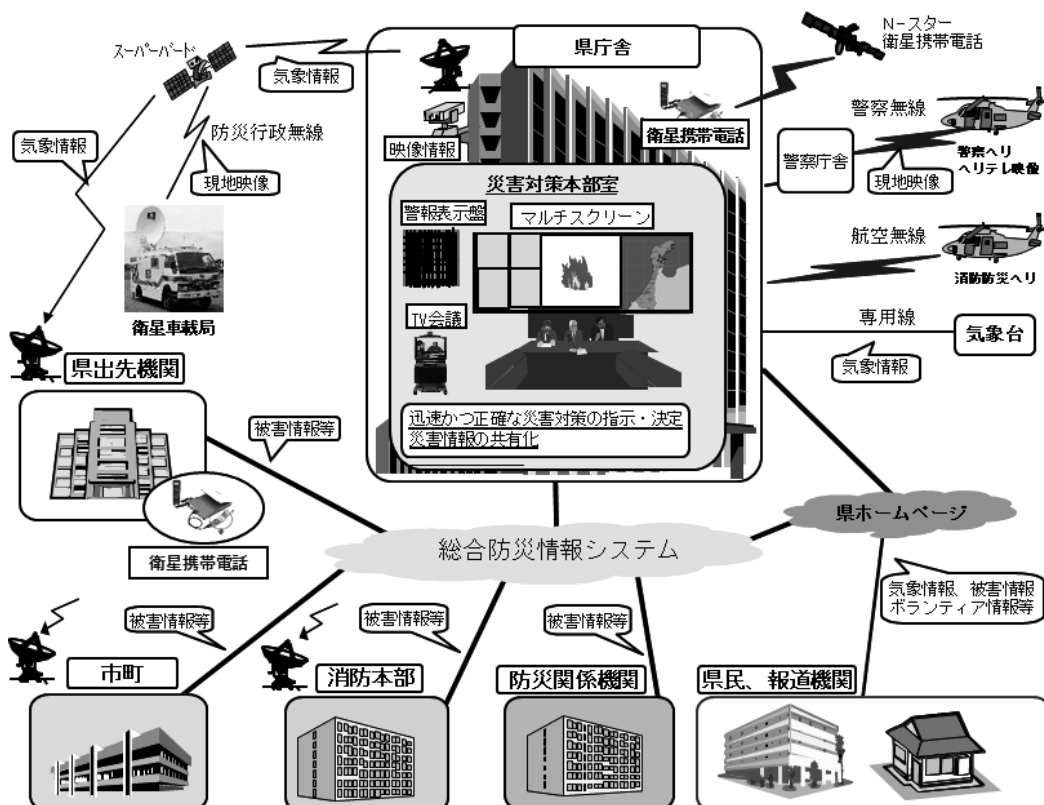 県庁舎
N-スター
衛星携帯電話
スーパーバード
気象情報
防災行政無線
気象情報
現地映像
衛星車載局
映像情報
衛星携帯電話
災害対策本部室
警報表示盤
マルチスクリーン
TV会議
迅速かつ正確な災害対策の指示・決定
災害情報の共有化
警察無線
警察庁舎
現地映像
警察ヘリ
ヘリテレ映像
航空無線
消防防災ヘリ
専用線
気象台
気象情報
県出先機関
被害情報等
衛星携帯電話
総合防災情報システム
県ホームページ
気象情報、被害情報
ボランティア情報等
被害情報等
被害情報等
被害情報等
市町
消防本部
防災関係機関
県民、報道機関